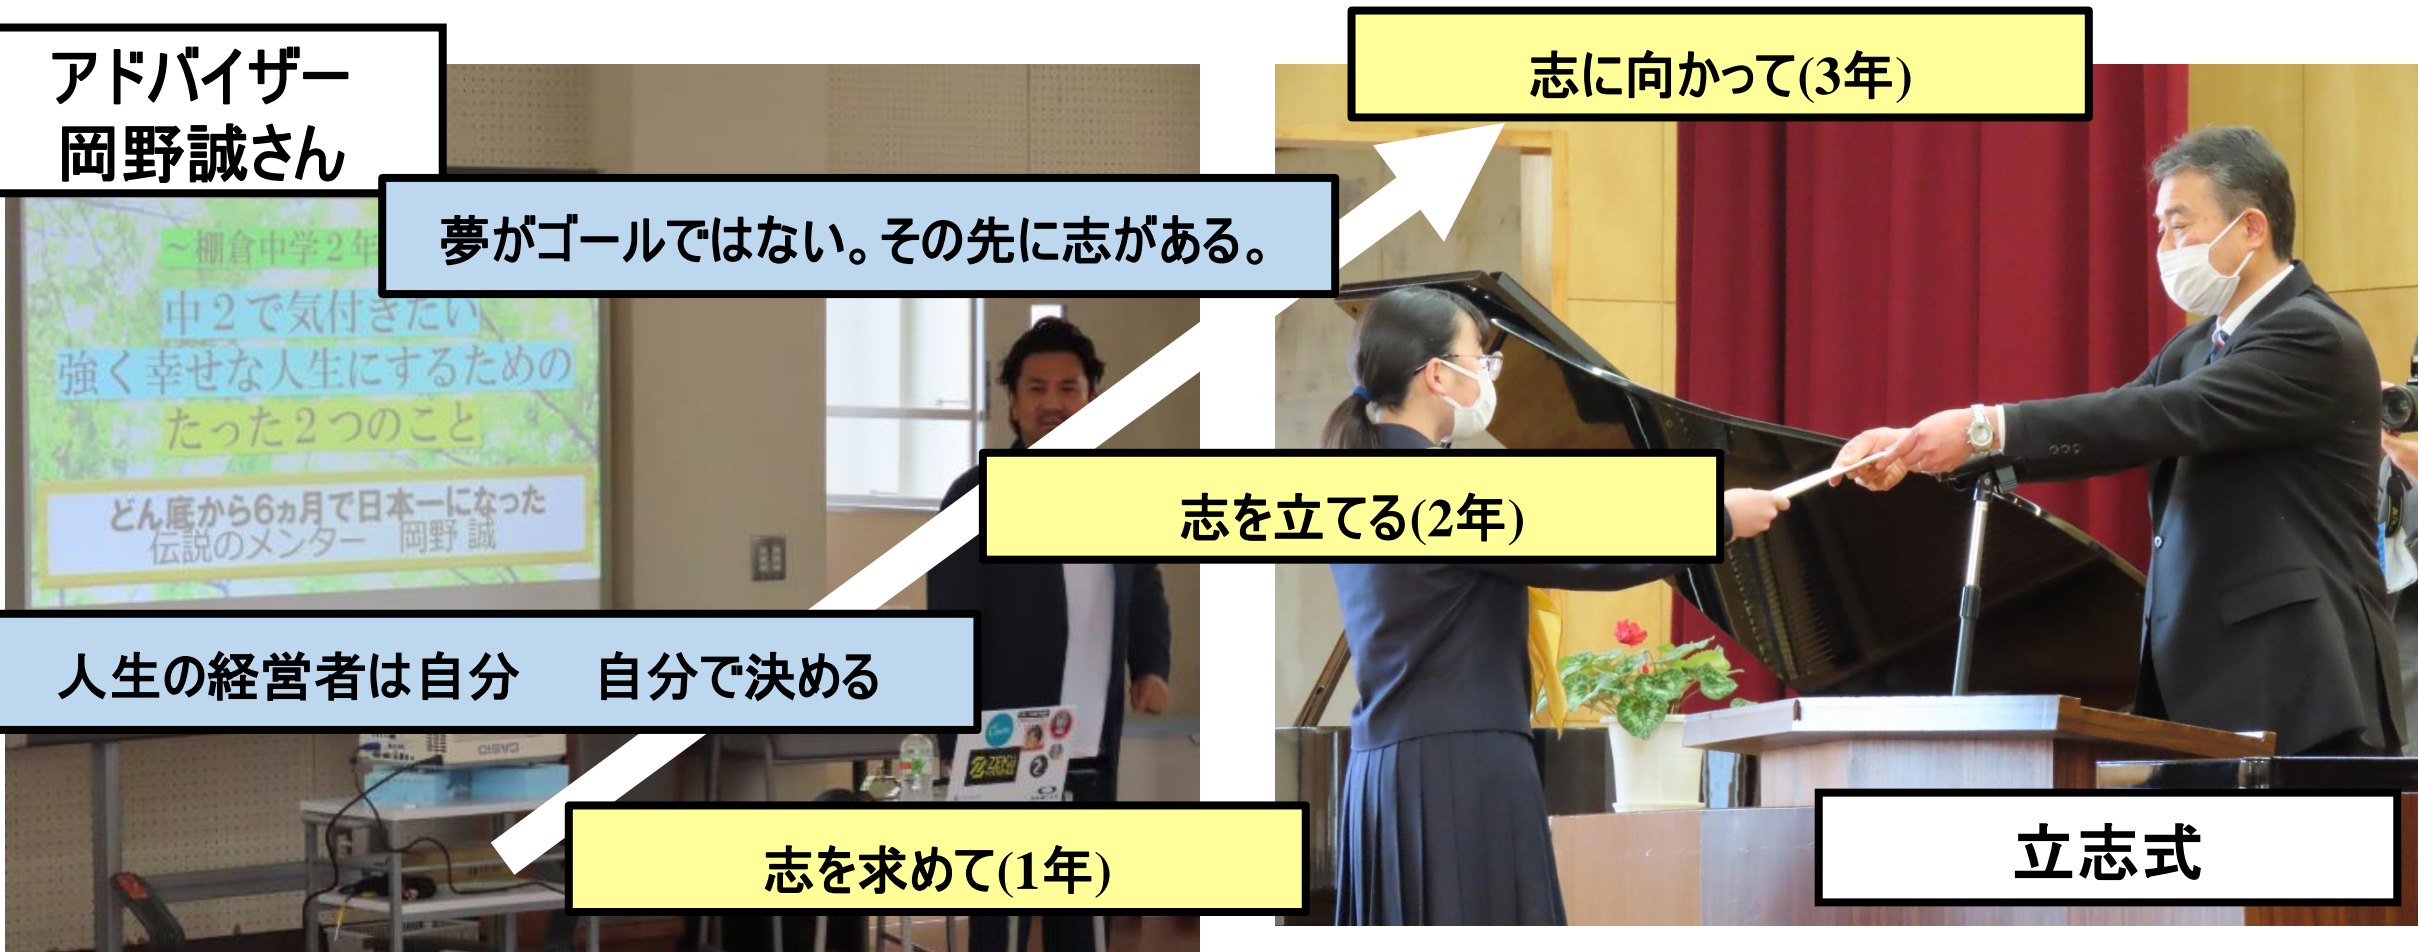 アドバイザー
岡野誠さん
志に向かって(3年)
夢がゴールではない。その先に志がある。
~棚倉中学2年
中2で気付きたい
強く幸せな人生にするための
たった2つのこと
どん底から6ヵ月で日本一になった
伝説のメンター 岡野 誠
志を立てる(2年)
人生の経営者は自分 自分で決める
CASIO
志を求めて(1年)
立志式